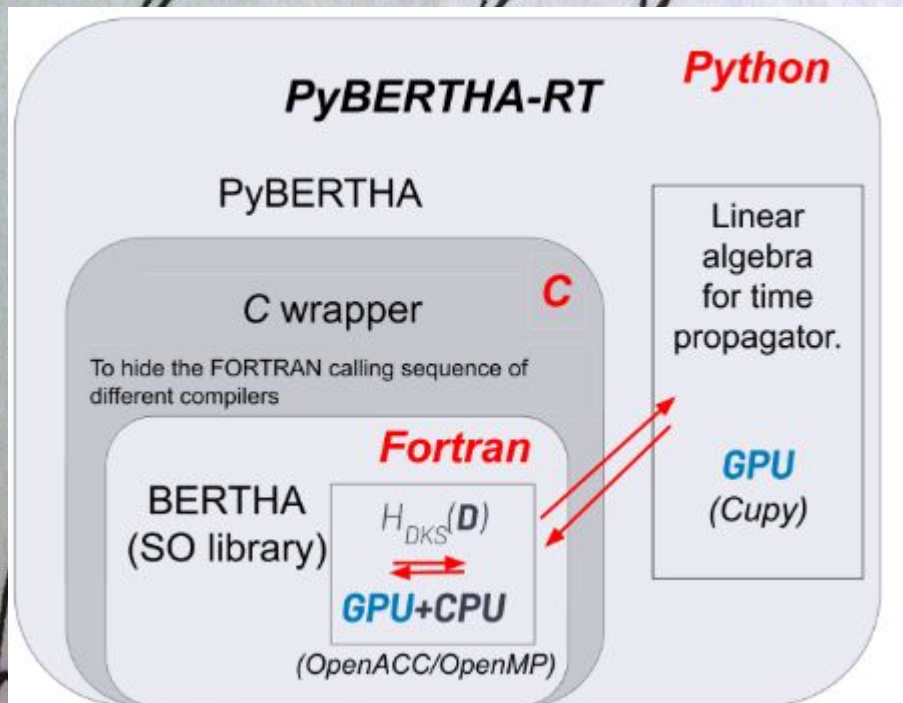 Python
PyBERTHA-RT
PyBERTHA
Linear
algebra
for time
propagator.
GPU
(Cupy)
C
C wrapper
To hide the FORTRAN calling sequence of
different compilers
Fortran
BERTHA
(SO library)
H_DKS(D)
GPU+CPU
(OpenACC/OpenMP)